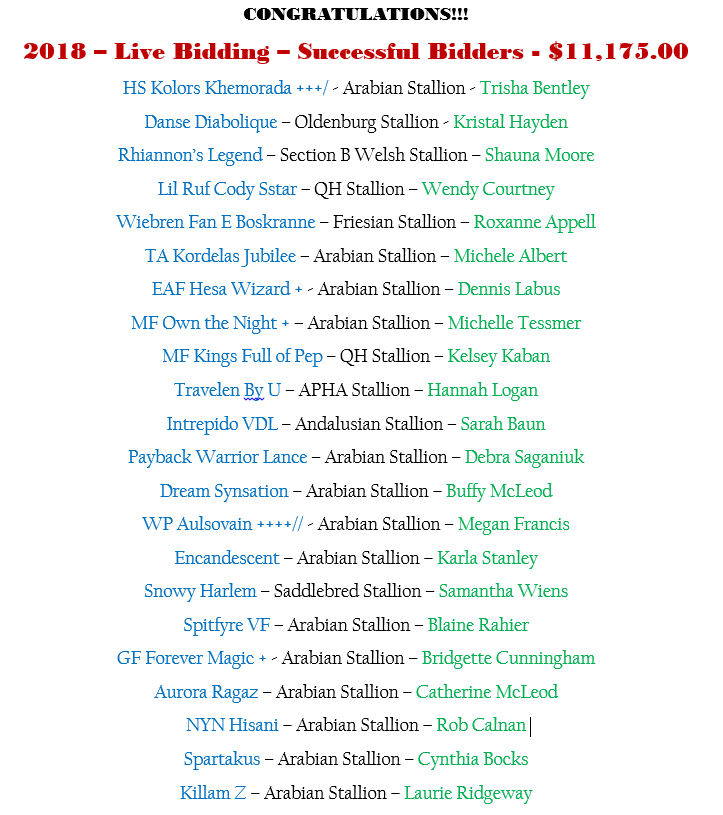 CONGRATULATIONS!!!
2018 – Live Bidding – Successful Bidders - $11,175.00
HS Kolors Khemorada +++/ - Arabian Stallion - Trisha Bentley
Danse Diabolique – Oldenburg Stallion - Kristal Hayden
Rhiannon's Legend – Section B Welsh Stallion – Shauna Moore
Lil Ruf Cody Sstar – QH Stallion – Wendy Courtney
Wiebren Fan E Boskranne – Friesian Stallion – Roxanne Appell
TA Kordelas Jubilee – Arabian Stallion – Michele Albert
EAF Hesa Wizard + - Arabian Stallion – Dennis Labus
MF Own the Night + – Arabian Stallion – Michelle Tessmer
MF Kings Full of Pep – QH Stallion – Kelsey Kaban
Travelen By U – APHA Stallion – Hannah Logan
Intrepido VDL – Andalusian Stallion – Sarah Baun
Payback Warrior Lance – Arabian Stallion – Debra Saganiuk
Dream Synsation – Arabian Stallion – Buffy McLeod
WP Aulsovain ++++// - Arabian Stallion – Megan Francis
Encandescent – Arabian Stallion – Karla Stanley
Snowy Harlem – Saddlebred Stallion – Samantha Wiens
Spitfyre VF – Arabian Stallion – Blaine Rahier
GF Forever Magic + - Arabian Stallion – Bridgette Cunningham
Aurora Ragaz – Arabian Stallion – Catherine McLeod
NYN Hisani – Arabian Stallion – Rob Calnan
Spartakus – Arabian Stallion – Cynthia Bocks
Killam Z – Arabian Stallion – Laurie Ridgeway